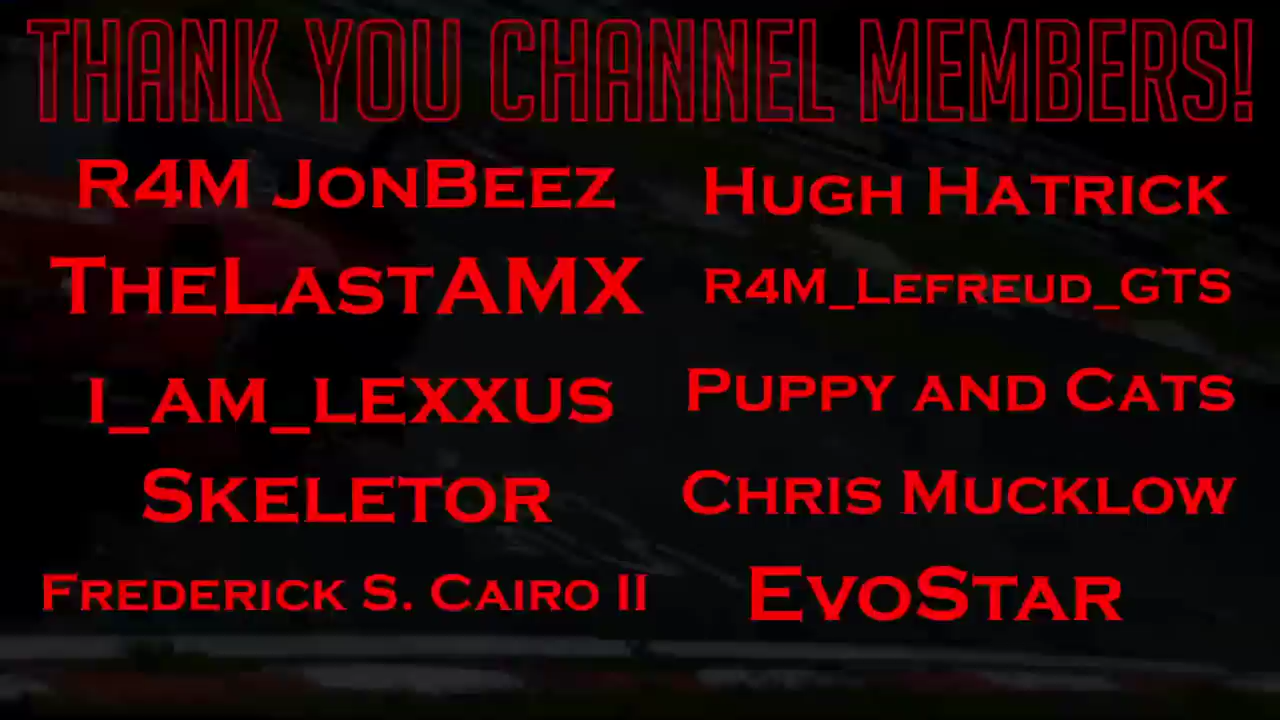 THANK YOU CHANNEL MEMBERS!
R4M JonBeez
Hugh Hatrick
TheLastAMX
R4M_Lefreud_GTS
I_AM_LEXXUS
Puppy and Cats
Skeletor
Chris Mucklow
Frederick S. Cairo II
EvoStar